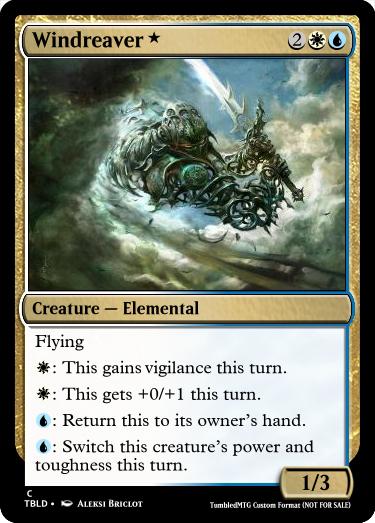 Windreaver ★ 2
Creature — Elemental
Flying
: This gains vigilance this turn.
: This gets +0/+1 this turn.
: Return this to its owner's hand.
: Switch this creature's power and
toughness this turn.
1/3
C
TBLD • Aleksi Briclot
TumbledMTG Custom Format (NOT FOR SALE)